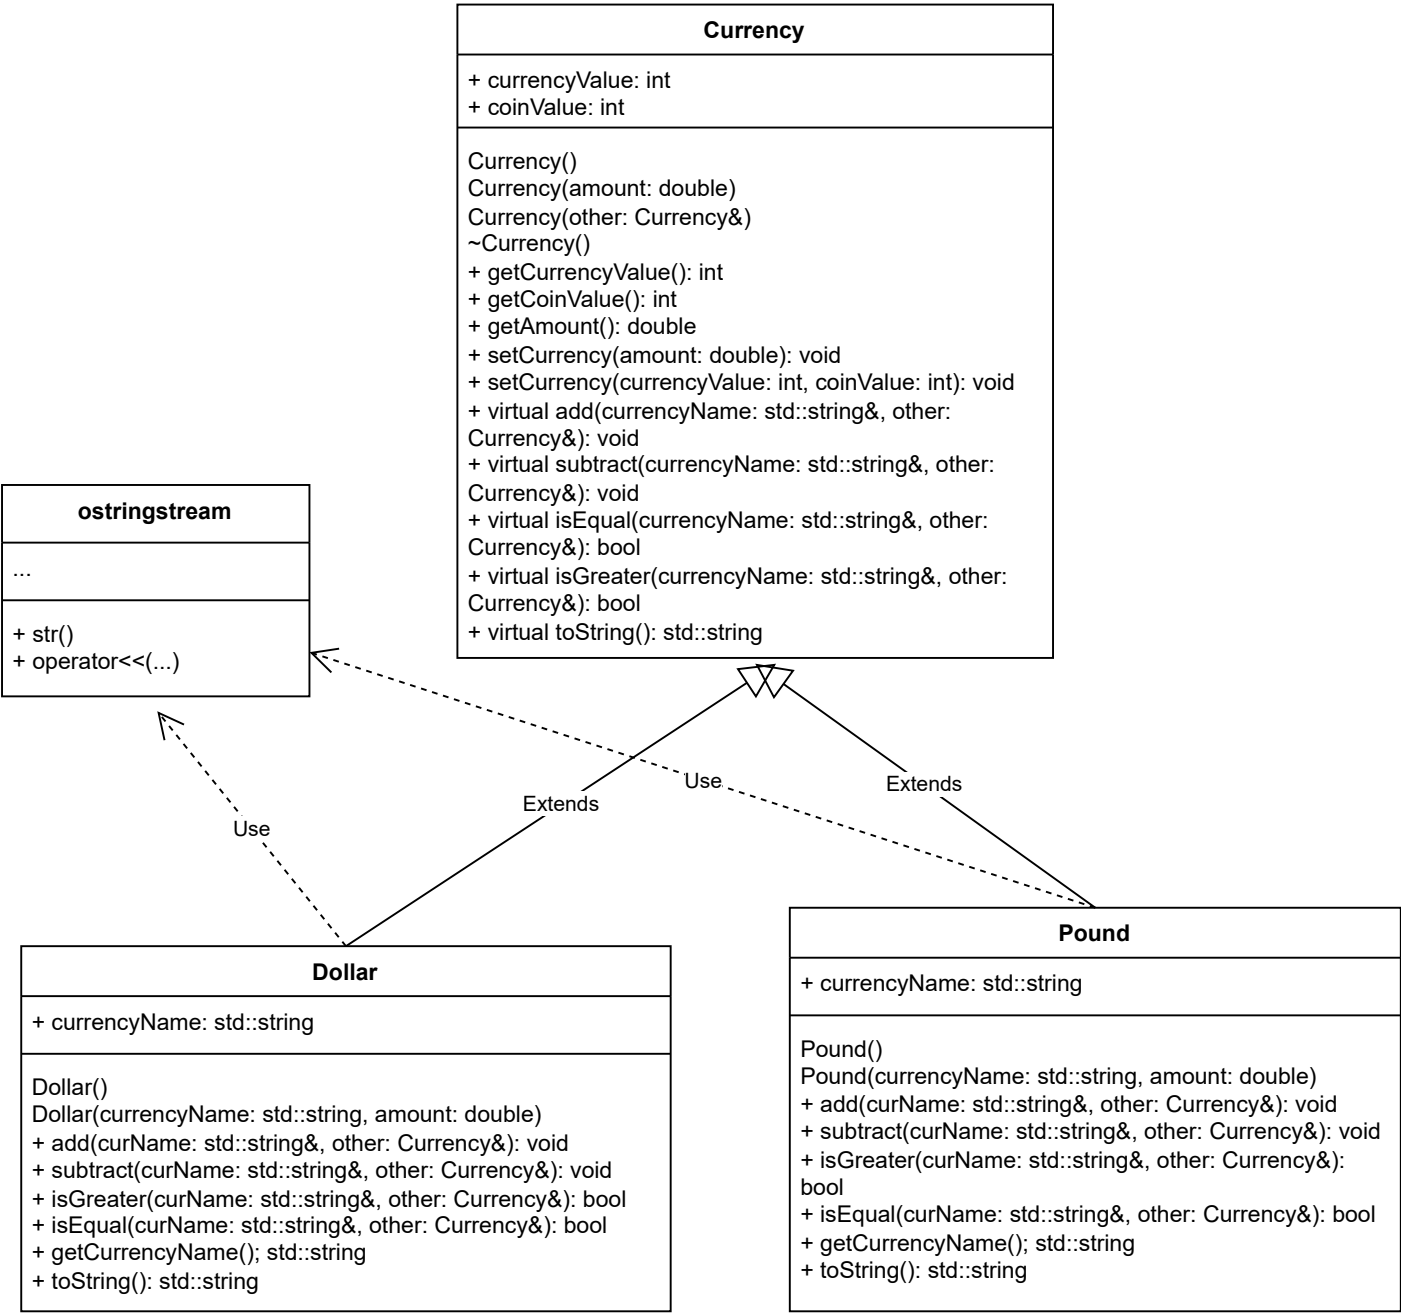 Currency
+ currencyValue: int
+ coinValue: int
Currency()
Currency(amount: double)
Currency(other: Currency&)
~Currency()
+ getCurrencyValue(): int
+ getCoinValue(): int
+ getAmount(): double
+ setCurrency(amount: double): void
+ setCurrency(currencyValue: int, coinValue: int): void
+ virtual add(currencyName: std::string&, other:
Currency&): void
+ virtual subtract(currencyName: std::string&, other:
Currency&): void
+ virtual isEqual(currencyName: std::string&, other:
Currency&): bool
+ virtual isGreater(currencyName: std::string&, other:
Currency&): bool
+ virtual toString(): std::string
ostringstream
...
+ str()
+ operator<<(...)
Use
Extends
Use
Extends
Dollar
+ currencyName: std::string
Dollar()
Dollar(currencyName: std::string, amount: double)
+ add(curName: std::string&, other: Currency&): void
+ subtract(curName: std::string&, other: Currency&): void
+ isGreater(curName: std::string&, other: Currency&): bool
+ isEqual(curName: std::string&, other: Currency&): bool
+ getCurrencyName(); std::string
+ toString(): std::string
Pound
+ currencyName: std::string
Pound()
Pound(currencyName: std::string, amount: double)
+ add(curName: std::string&, other: Currency&): void
+ subtract(curName: std::string&, other: Currency&): void
+ isGreater(curName: std::string&, other: Currency&):
bool
+ isEqual(curName: std::string&, other: Currency&): bool
+ getCurrencyName(); std::string
+ toString(): std::string